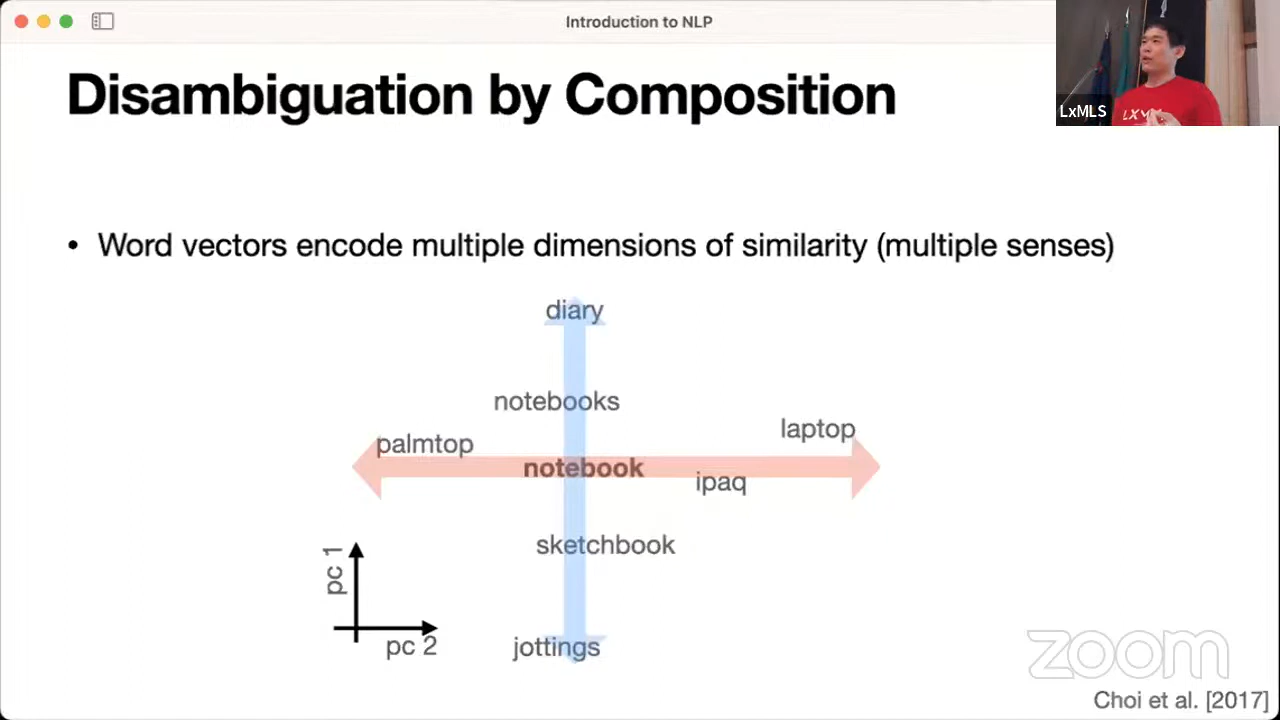 Introduction to NLP
Disambiguation by Composition
LxMLS
LXM
• Word vectors encode multiple dimensions of similarity (multiple senses)
diary
notebooks
laptop
palmtop
notebook
ipaq
sketchbook
pc 1
pc 2
jottings
zoom
Choi et al. [2017]